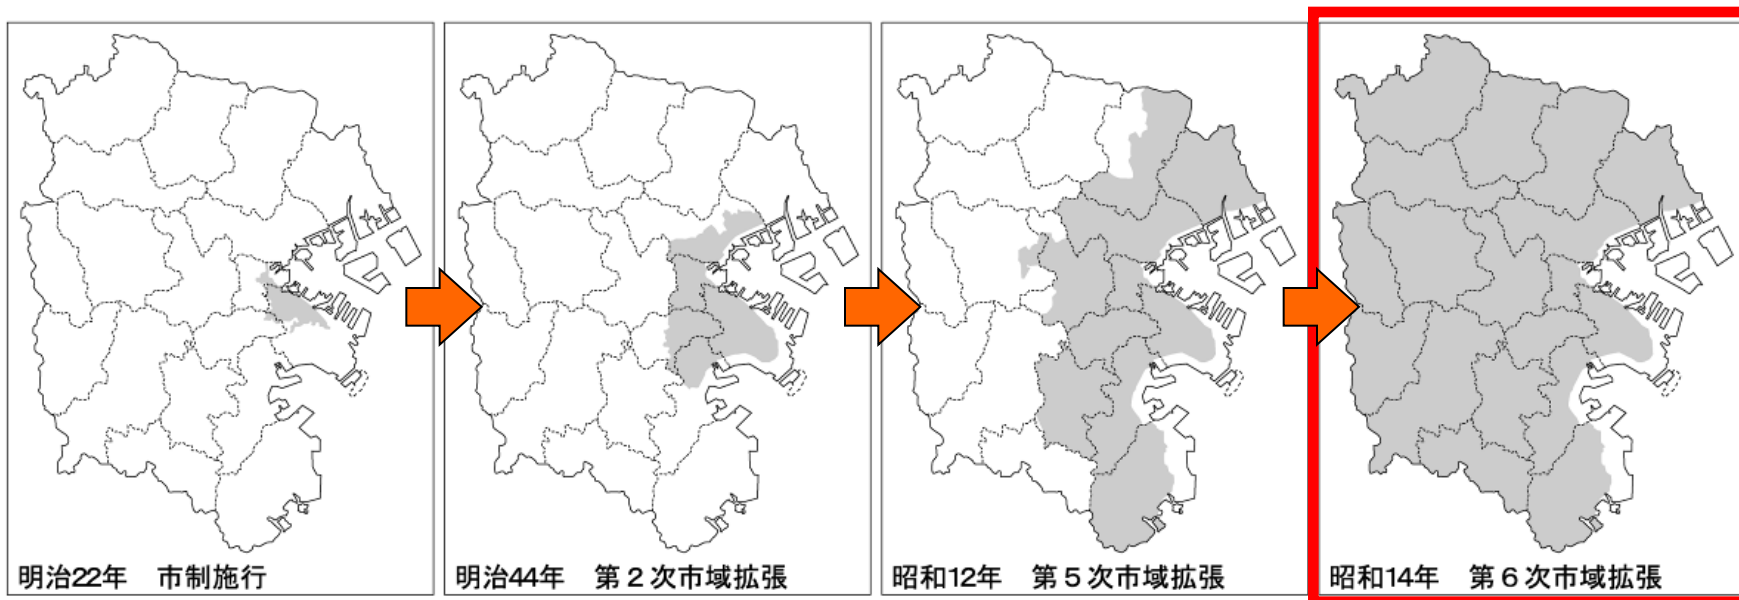 明治22年　市制施行
明治44年　第２次市域拡張
昭和12年　第５次市域拡張
昭和14年　第６次市域拡張